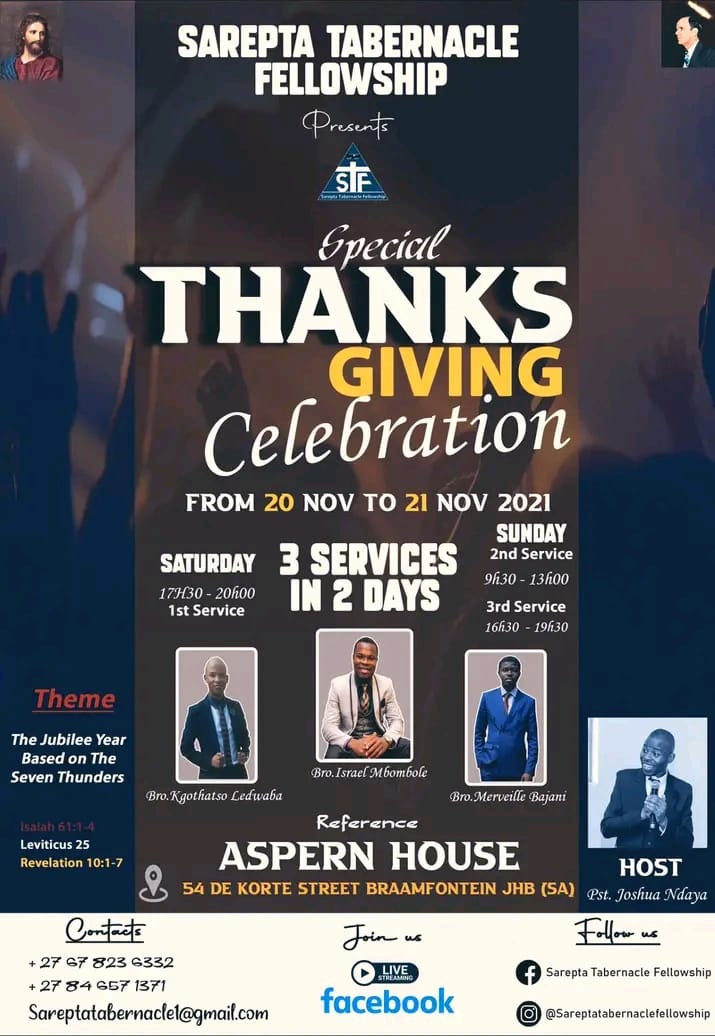 SAREPTA TABERNACLE
FELLOWSHIP
Presents
STF
Sarepta Tabernacle Fellowship
Special
THANKS
GIVING
Celebration
FROM 20 NOV TO 21 NOV 2021
SATURDAY
17H30 - 20h00
1st Service
3 SERVICES
IN 2 DAYS
SUNDAY
2nd Service
9h30 - 13h00
3rd Service
16h30 - 19h30
Theme
The Jubilee Year
Based on The
Seven Thunders
Isaiah 61:1-4
Leviticus 25
Revelation 10:1-7
Bro.Kgothatso Ledwaba
Bro.Israel Mbombole
Bro.Merveille Bajani
HOST
Pst. Joshua Ndaya
Reference
ASPERN HOUSE
54 DE KORTE STREET BRAAMFONTEIN JHB (SA)
Contacts
+ 27 67 823 6332
+ 27 84 657 1371
Sareptatabernacle1@gmail.com
Join us
LIVE
STREAMING
facebook
Follow us
Sarepta Tabernacle Fellowship
@Sareptatabernaclefellowship